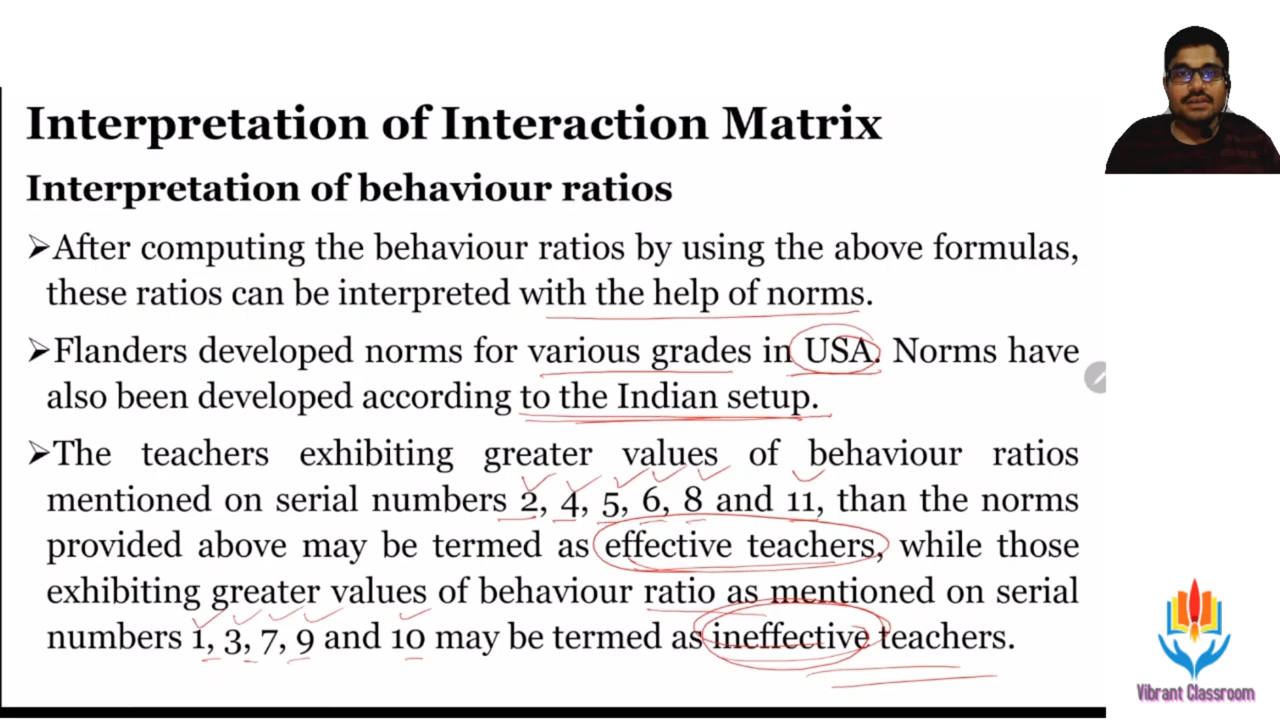 Interpretation of Interaction Matrix
Interpretation of behaviour ratios
➢After computing the behaviour ratios by using the above formulas,
these ratios can be interpreted with the help of norms.
➢Flanders developed norms for various grades in USA. Norms have
also been developed according to the Indian setup.
➢The teachers exhibiting greater values of behaviour ratios
mentioned on serial numbers 2, 4, 5, 6, 8 and 11, than the norms
provided above may be termed as effective teachers, while those
exhibiting greater values of behaviour ratio as mentioned on serial
numbers 1, 3, 7, 9 and 10 may be termed as ineffective teachers.
Vibrant Classroom